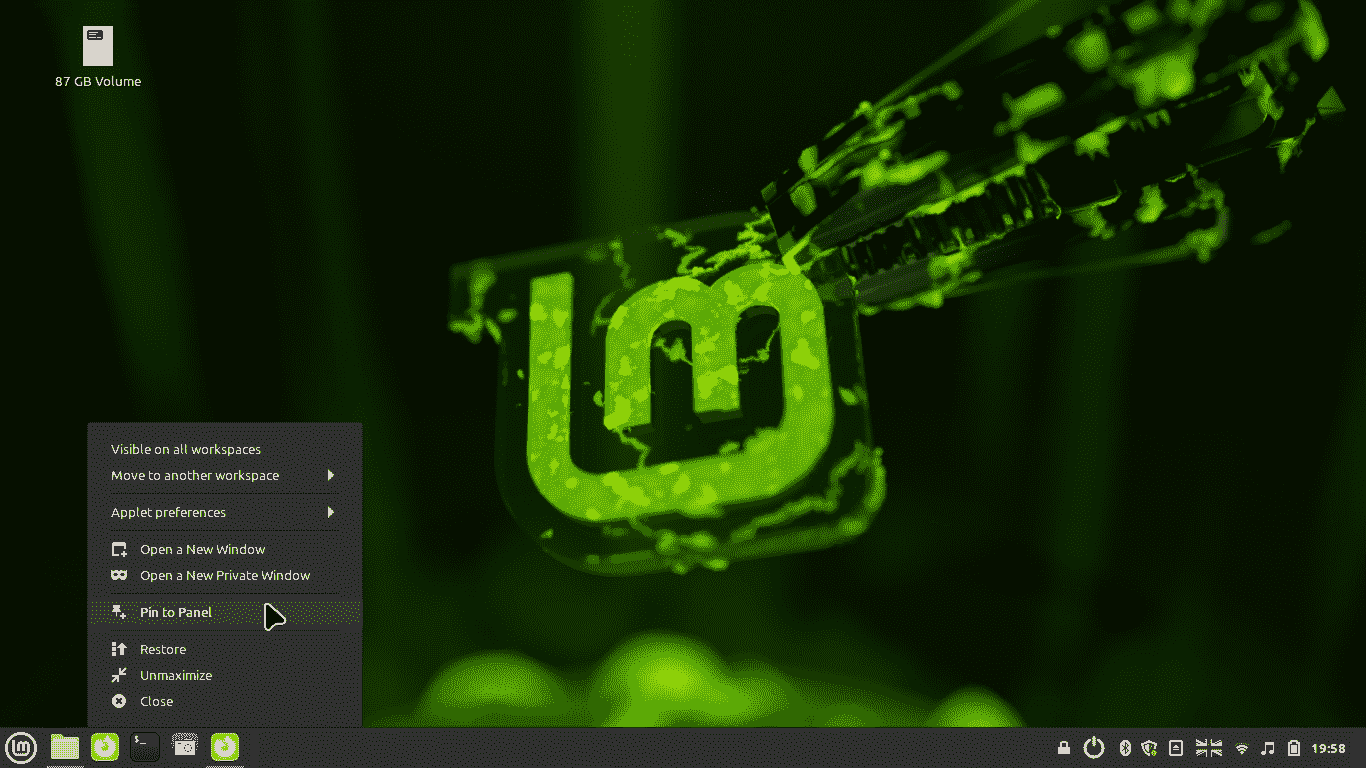 87 GB Volume
Visible on all workspaces
Move to another workspace
Applet preferences
Open a New Window
Open a New Private Window
Pin to Panel
Restore
Unmaximize
Close
19:58